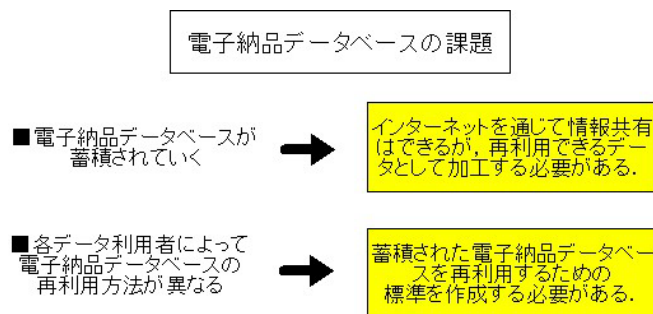 電子納品データベースの課題
■電子納品データベースが
蓄積されていく
インターネットを通じて情報共有
はできるが，再利用できるデー
タとして加工する必要がある．
■各データ利用者によって
電子納品データベースの
再利用方法が異なる
蓄積された電子納品データベー
スを再利用するための
標準を作成する必要がある．